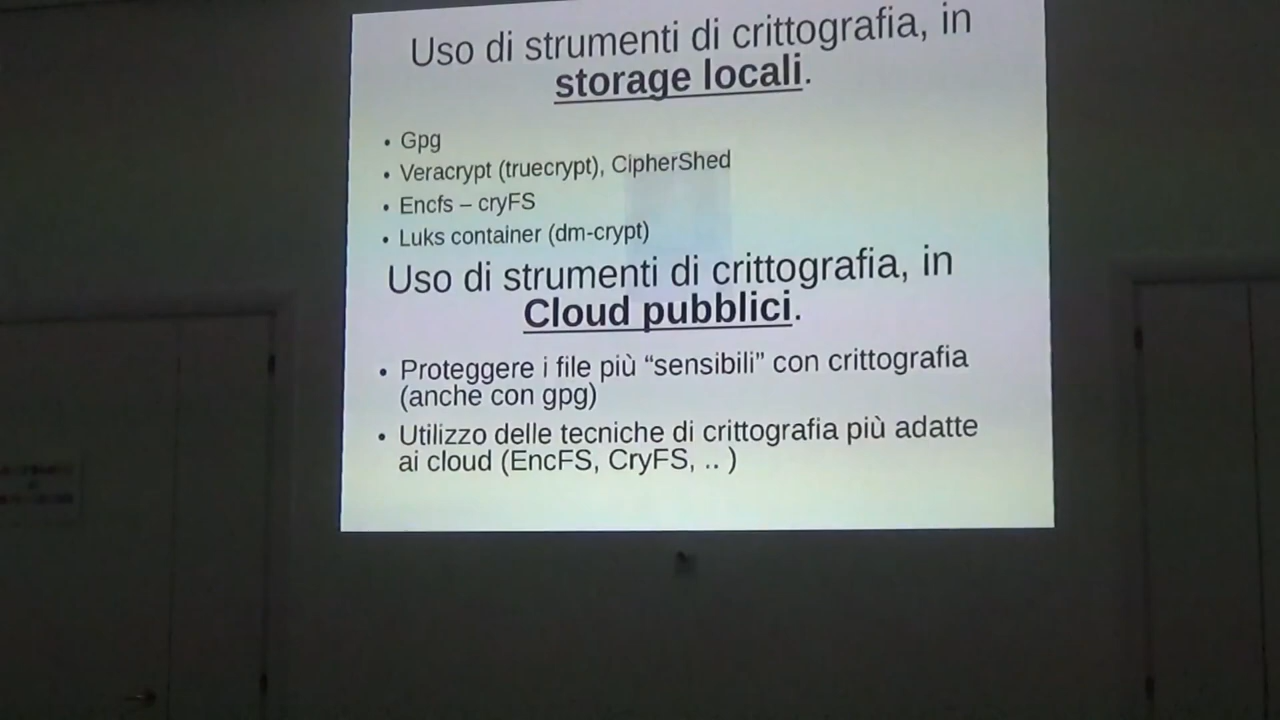 Uso di strumenti di crittografia, in
storage locali.
• Gpg
• Veracrypt (truecrypt), CipherShed
• Encfs – cryFS
• Luks container (dm-crypt)
Uso di strumenti di crittografia, in
Cloud pubblici.
• Proteggere i file più “sensibili” con crittografia
(anche con gpg)
• Utilizzo delle tecniche di crittografia più adatte
ai cloud (EncFS, CryFS, .. )